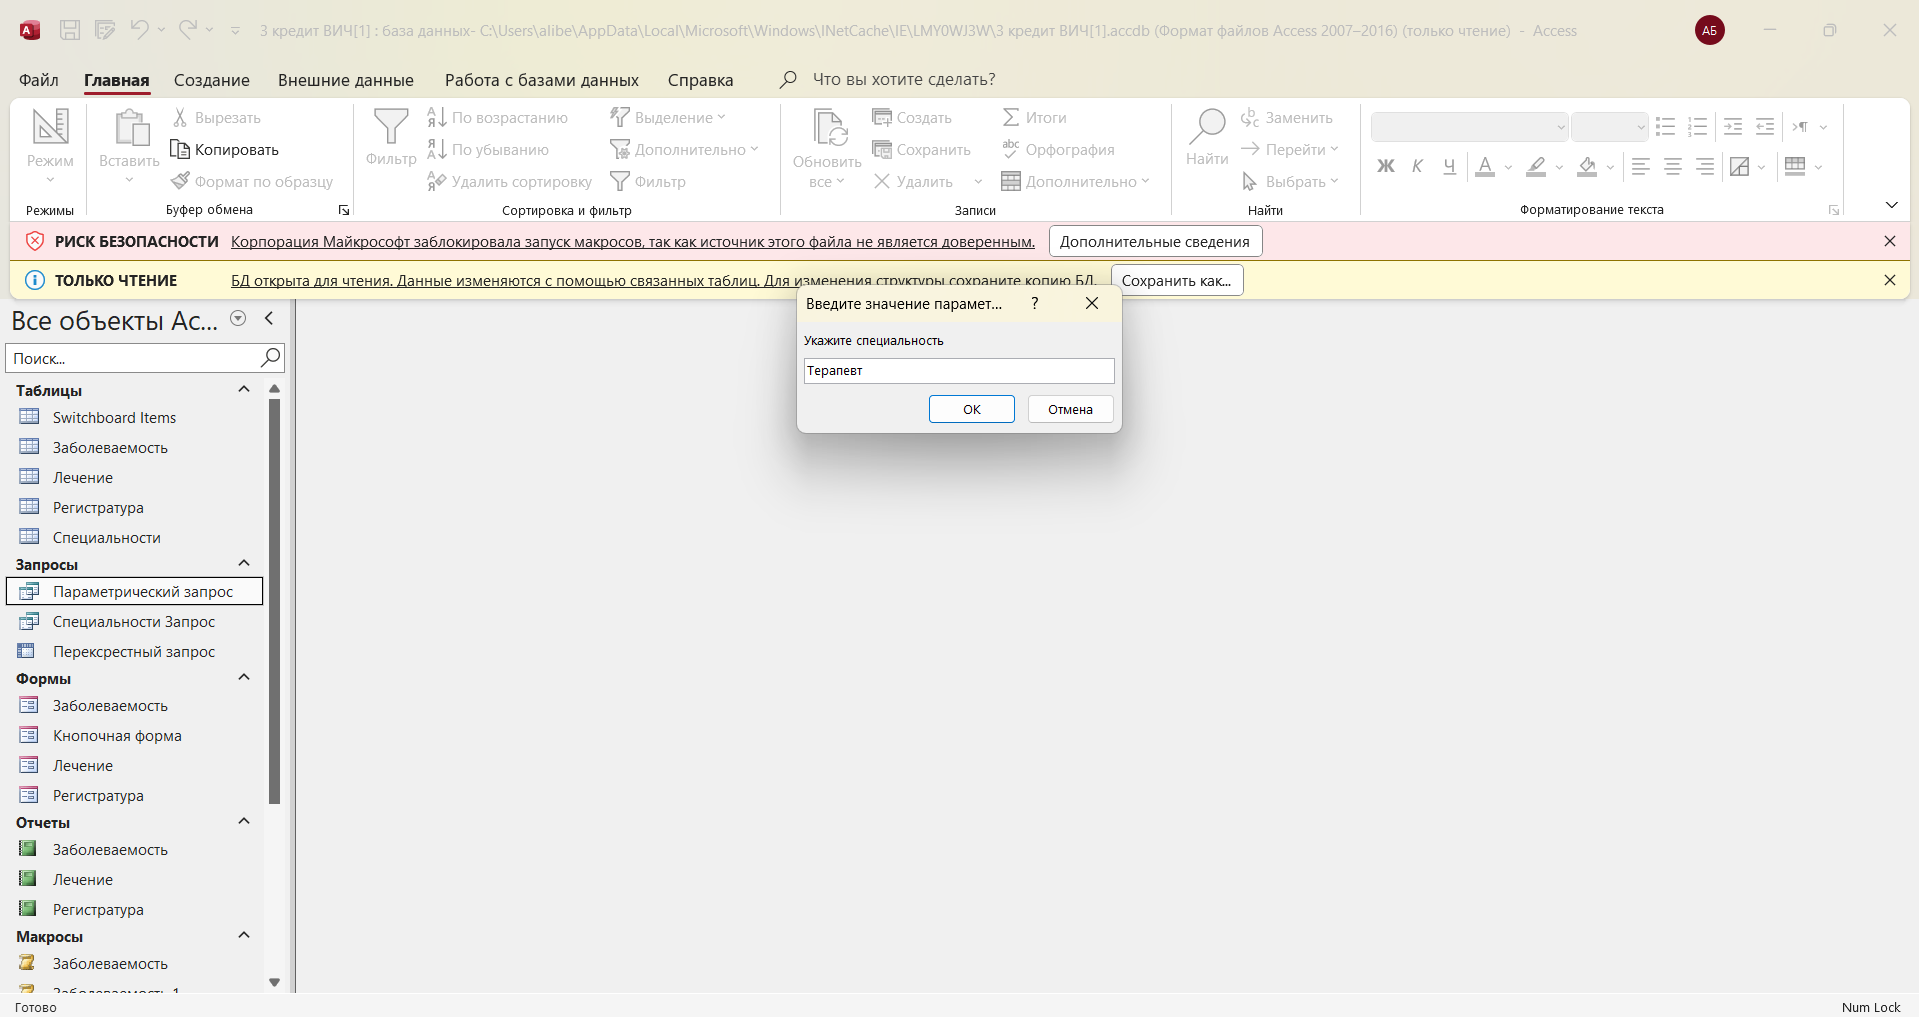 3 кредит ВИЧ[1] : база данных- C:\Users\alibe\AppData\Local\Microsoft\Windows\INetCache\IE\LMY0WJ3W\3 кредит ВИЧ[1].accdb (Формат файлов Access 2007–2016) (только чтение) - Access
АБ
Файл Главная Создание Внешние данные Работа с базами данных Справка Что вы хотите сделать?
Режим
Режимы
Вставить
Вырезать
Копировать
Формат по образцу
Буфер обмена
Фильтр
По возрастанию
По убыванию
Удалить сортировку
Выделение
Дополнительно
Фильтр
Сортировка и фильтр
Обновить
все
Создать
Сохранить
Удалить
Итоги
Орфография
Дополнительно
Записи
Найти
Заменить
Перейти
Выбрать
Найти
Ж К Ч А
Форматирование текста
РИСК БЕЗОПАСНОСТИ Корпорация Майкрософт заблокировала запуск макросов, так как источник этого файла не является доверенным. Дополнительные сведения
ТОЛЬКО ЧТЕНИЕ БД открыта для чтения. Данные изменяются с помощью связанных таблиц. Для изменения структуры сохраните копию БД. Сохранить как...
Введите значение парамет... ?
Укажите специальность
Терапевт
ОК Отмена
Все объекты Ac...
Поиск...
Таблицы
Switchboard Items
Заболеваемость
Лечение
Регистратура
Специальности
Запросы
Параметрический запрос
Специальности Запрос
Перексрестный запрос
Формы
Заболеваемость
Кнопочная форма
Лечение
Регистратура
Отчеты
Заболеваемость
Лечение
Регистратура
Макросы
Заболеваемость
Заболеваемость 1
Готово
Num Lock